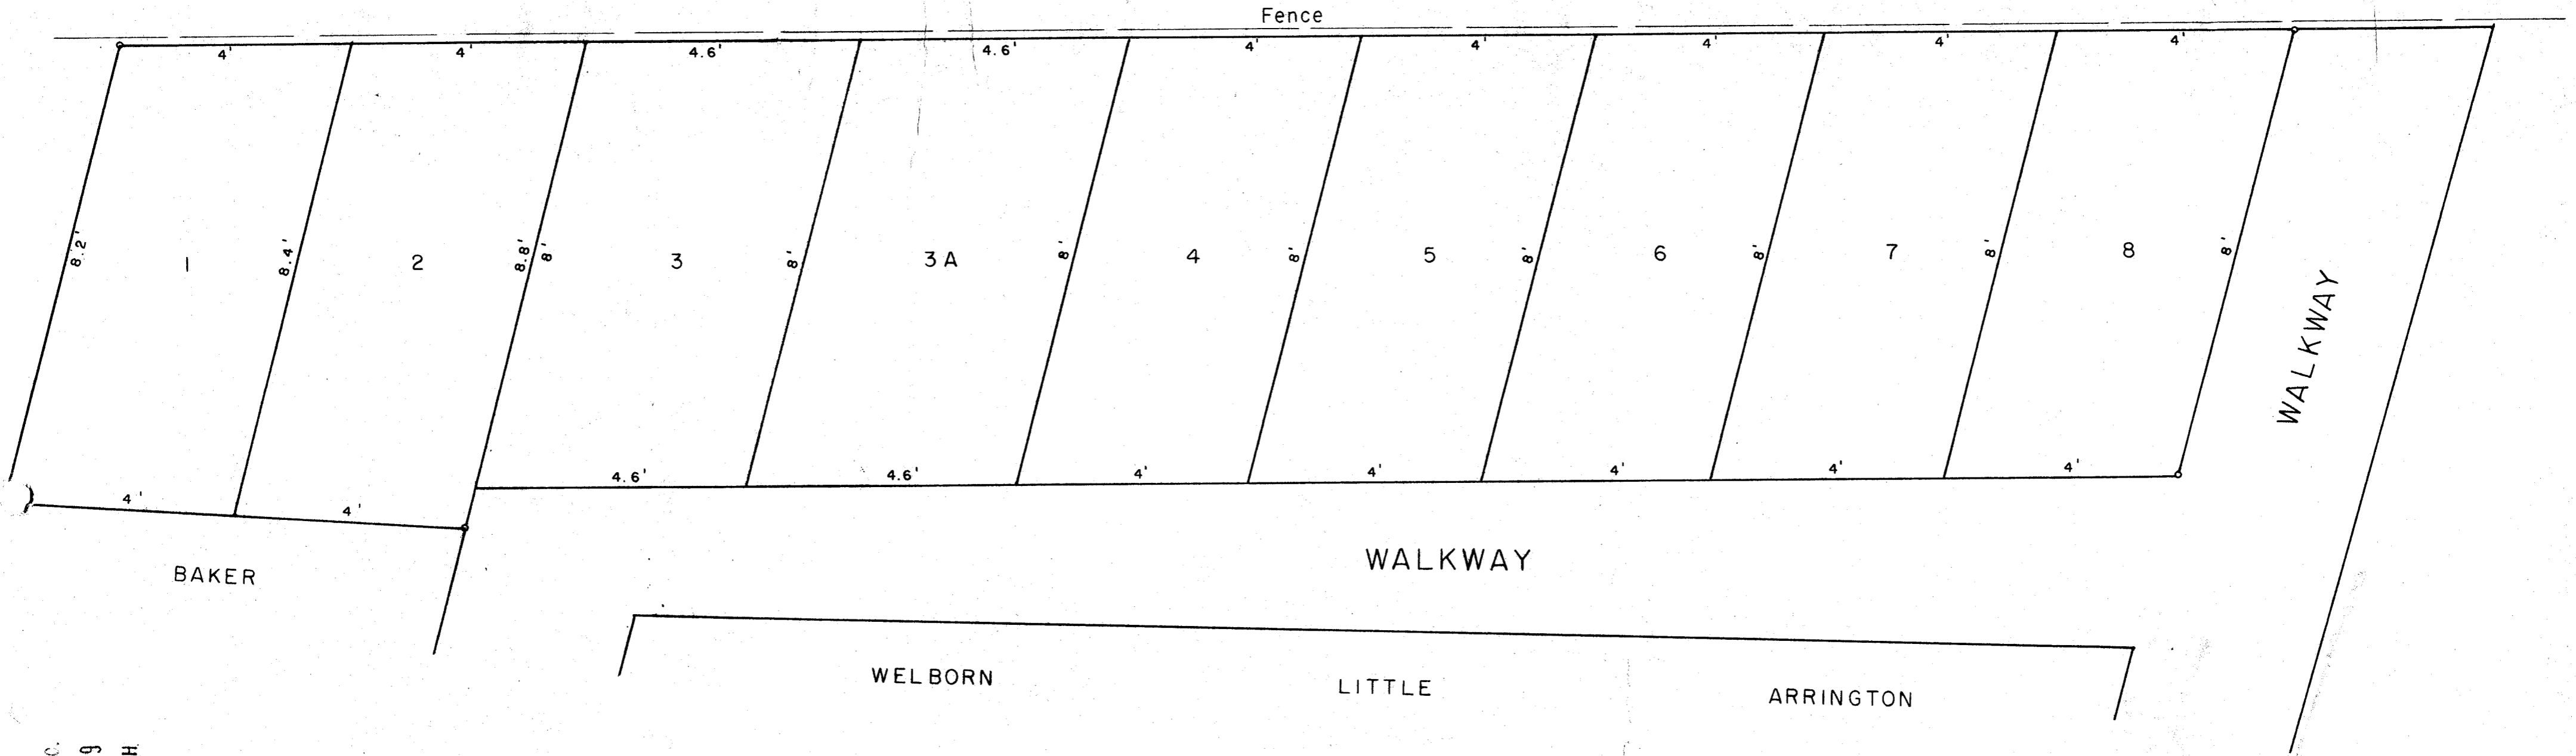 Fence
4' 4' 4.6' 4.6' 4' 4' 4' 4' 4'
8.2' 1 8.4' 2 8.8' 8' 3 8' 3A 8' 4 8' 5 8' 6 8' 7 8' 8 8'
WALKWAY
4' 4' 4.6' 4.6' 4' 4' 4' 4' 4'
BAKER
WALKWAY
WELBORN LITTLE ARRINGTON
c.
g
H